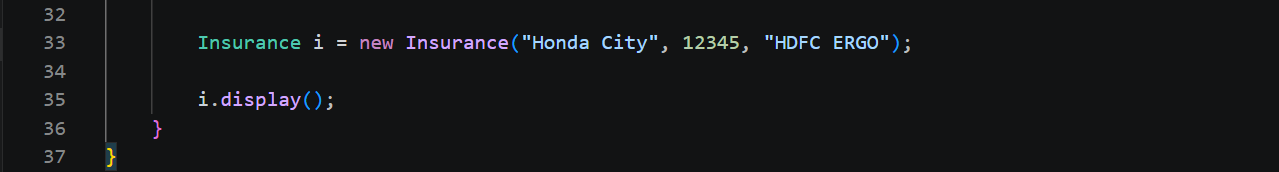 32
33 Insurance i = new Insurance("Honda City", 12345, "HDFC ERGO");
34
35 i.display();
36 }
37 }